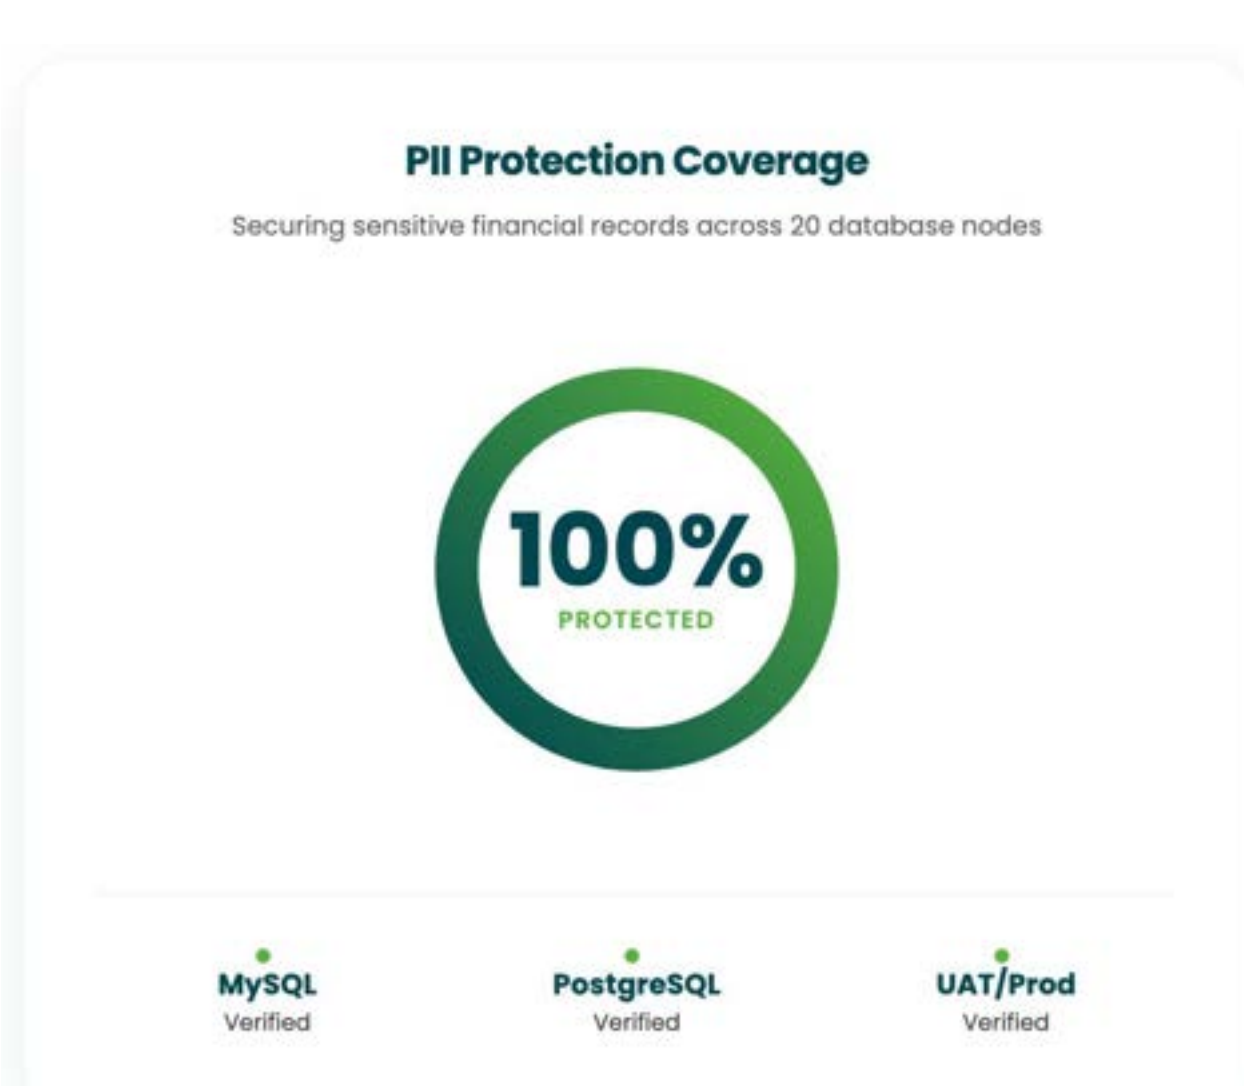 PII Protection Coverage
Securing sensitive financial records across 20 database nodes
100%
PROTECTED
MySQL
Verified
PostgreSQL
Verified
UAT/Prod
Verified